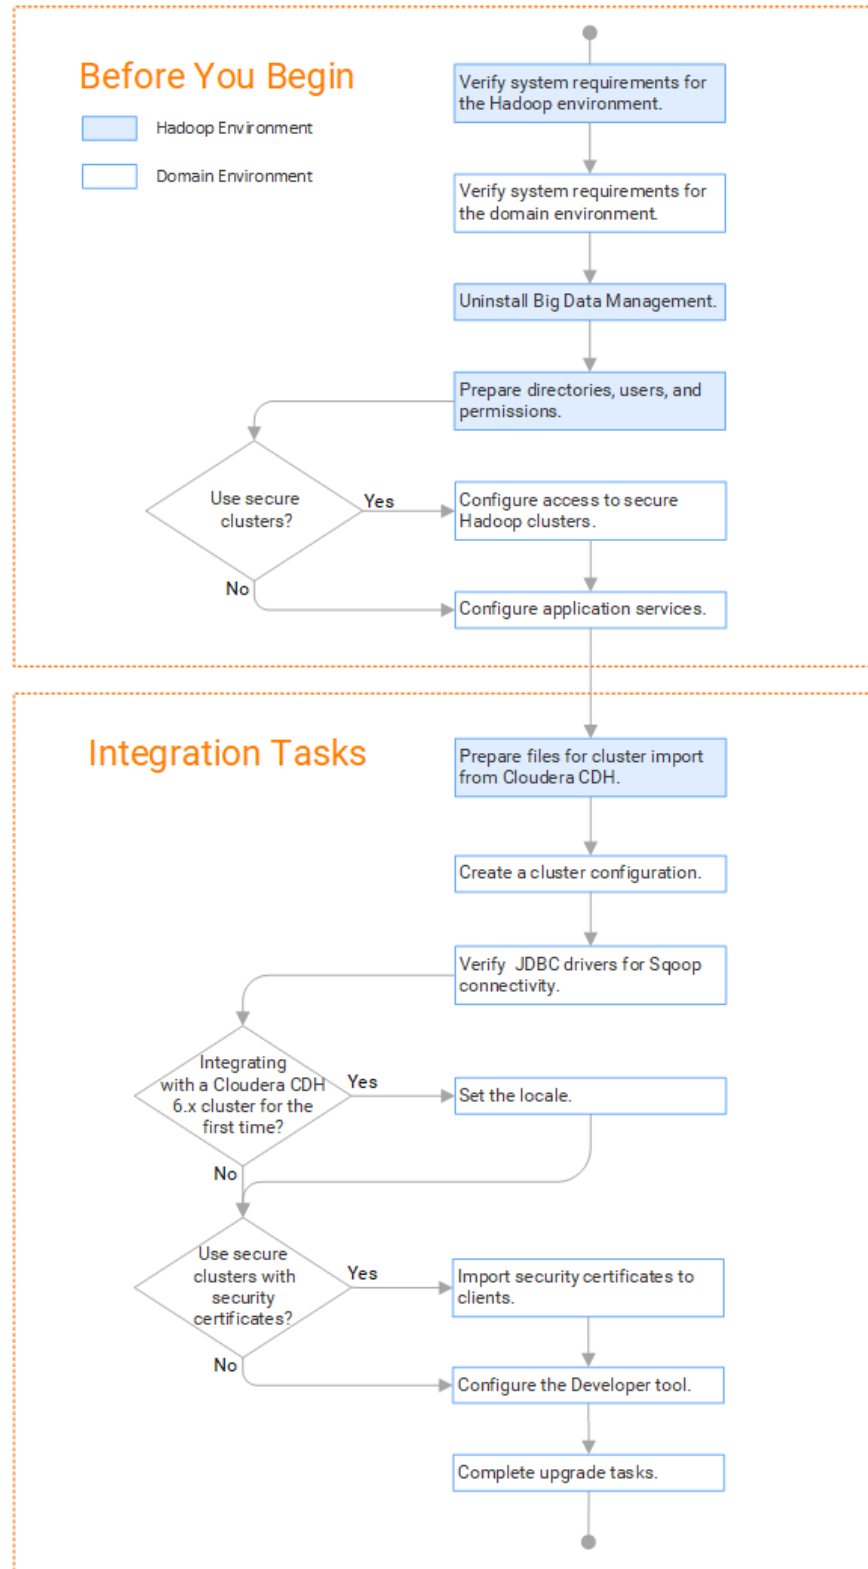 Before You Begin
Hadoop Environment
Domain Environment
Verify system requirements for
the Hadoop environment.
Verify system requirements for
the domain environment.
Uninstall Big Data Management.
Prepare directories, users, and
permissions.
Use secure
clusters?
Yes
Configure access to secure
Hadoop clusters.
No
Configure application services.
Integration Tasks
Prepare files for cluster import
from Cloudera CDH.
Create a cluster configuration.
Verify JDBC drivers for Sqoop
connectivity.
Integrating
with a Cloudera CDH
6.x cluster for the
first time?
Yes
Set the locale.
No
Use secure
clusters with
security
certificates?
Yes
Import security certificates to
clients.
No
Configure the Developer tool.
Complete upgrade tasks.